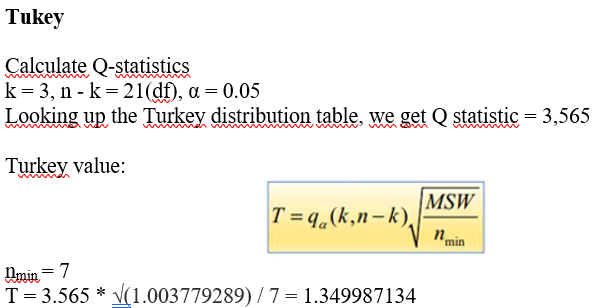 Tukey
Calculate Q-statistics
k = 3, n - k = 21(df), α = 0.05
Looking up the Turkey distribution table, we get Q statistic = 3,565
Turkey value:
T = qα(k,n−k)√(MSW/nmin)
nmin = 7
T = 3.565 * √(1.003779289) / 7 = 1.349987134